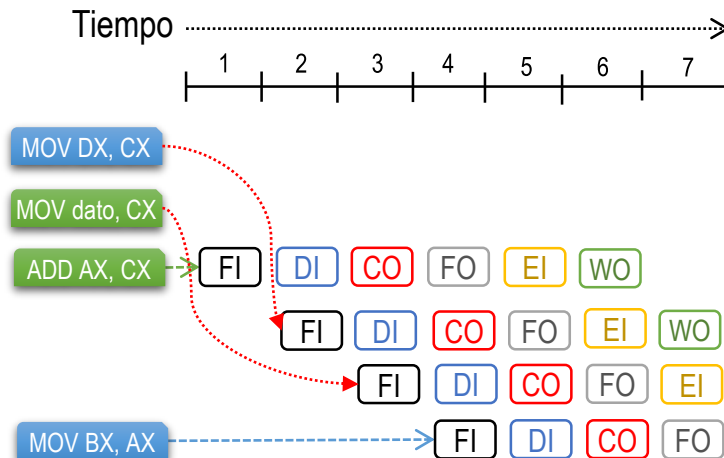 Tiempo
1 2 3 4 5 6 7
MOV DX, CX
MOV dato, CX
ADD AX, CX FI DI CO FO EI WO
FI DI CO FO EI WO
FI DI CO FO EI
MOV BX, AX FI DI CO FO